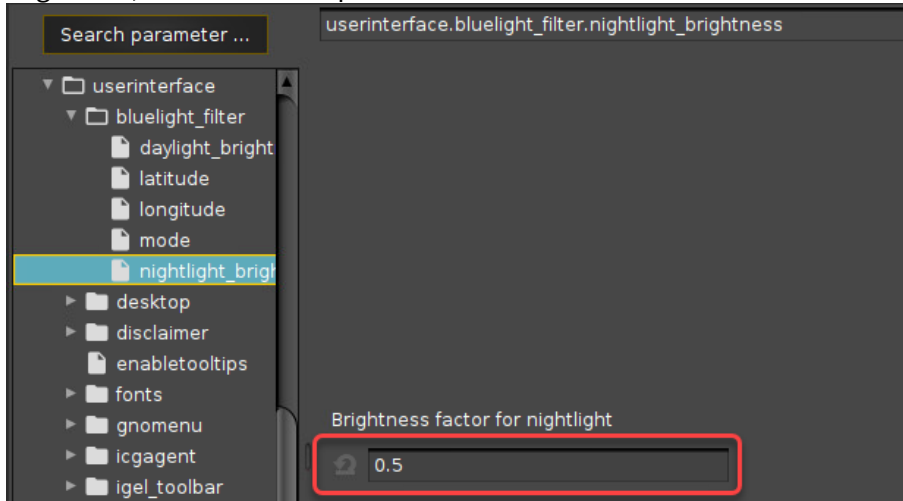 Search parameter ...
userinterface.bluelight_filter.nightlight_brightness
userinterface
bluelight_filter
daylight_bright
latitude
longitude
mode
nightlight_brigh
desktop
disclaimer
enabletooltips
fonts
gnomenu
icgagent
igel_toolbar
Brightness factor for nightlight
0.5